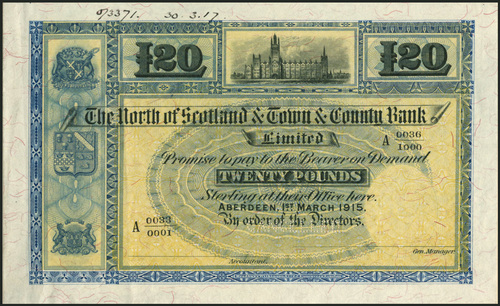 9/3371. 30.3.17
£20 £20
The North of Scotland & Town & County Bank
Limited
A 0036/1000
Promise to pay to the Bearer on Demand
TWENTY POUNDS
Sterling at their Office here.
ABERDEEN, 1ST MARCH 1915.
A 0033/0001
By order of the Directors.
Accountant.
Gen. Manager.